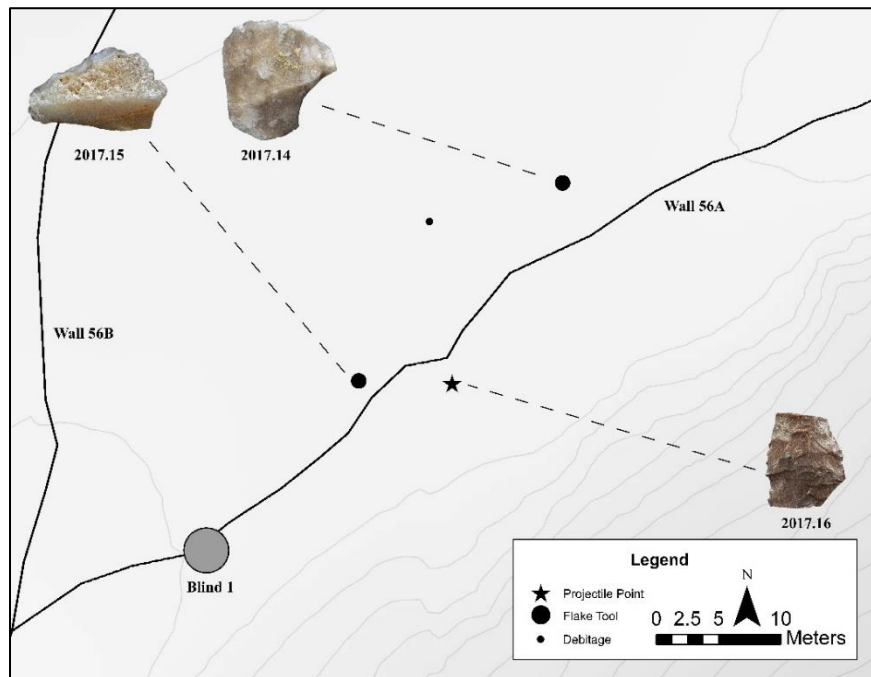 2017.15
2017.14
Wall 56A
Wall 56B
2017.16
Blind 1
Legend
Projectile Point
Flake Tool
Debitage
N
0 2.5 5 10
Meters